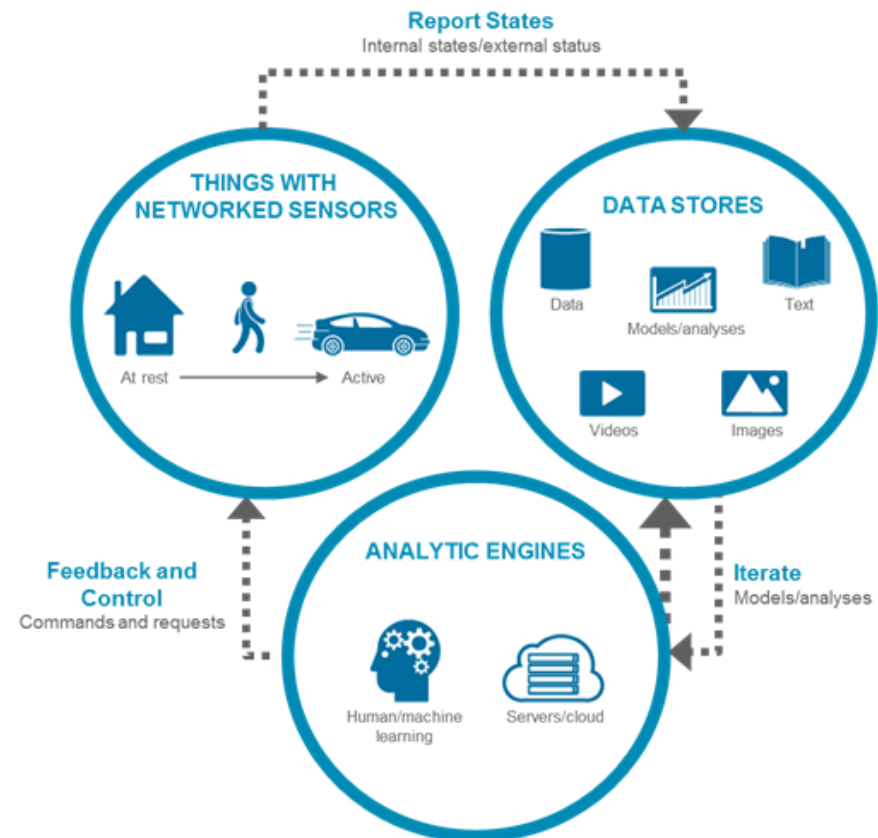 Report States
Internal states/external status
THINGS WITH
NETWORKED SENSORS
At rest
Active
DATA STORES
Data
Models/analyses
Text
Videos
Images
Feedback and
Control
Commands and requests
ANALYTIC ENGINES
Human/machine
learning
Servers/cloud
Iterate
Models/analyses